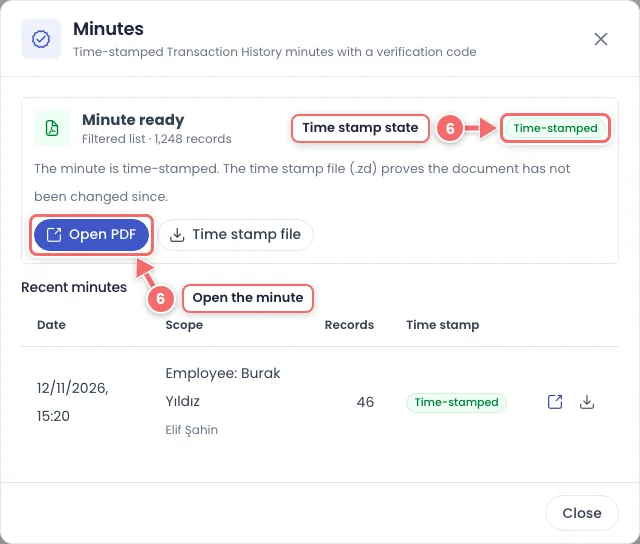 Minutes
Time-stamped Transaction History minutes with a verification code
Minute ready
Filtered list · 1,248 records
Time stamp state
6
Time-stamped
The minute is time-stamped. The time stamp file (.zd) proves the document has not
been changed since.
Open PDF
Time stamp file
Recent minutes
6
Open the minute
Date
Scope
Records
Time stamp
12/11/2026,
15:20
Employee: Burak
Yıldız
Elif Şahin
46
Time-stamped
Close